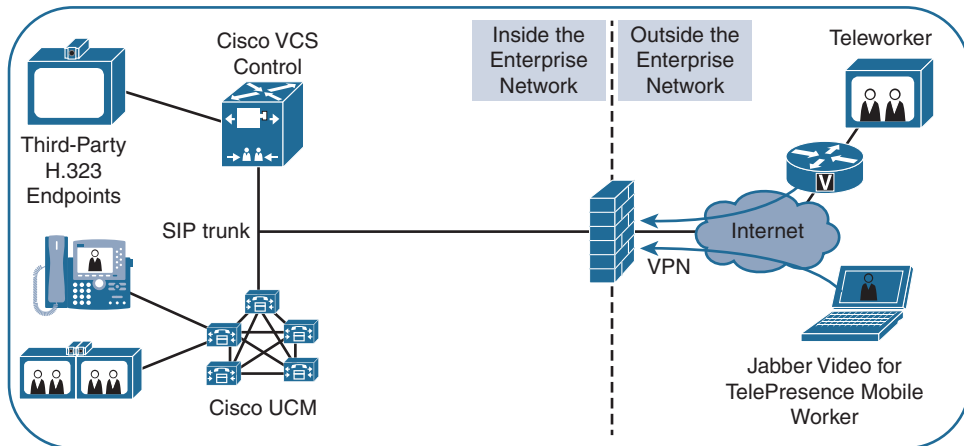 Cisco VCS
Control
Inside the
Enterprise
Network
Outside the
Enterprise
Network
Teleworker
Third-Party
H.323
Endpoints
V
SIP trunk
Internet
VPN
Cisco UCM
Jabber Video for
TelePresence Mobile
Worker